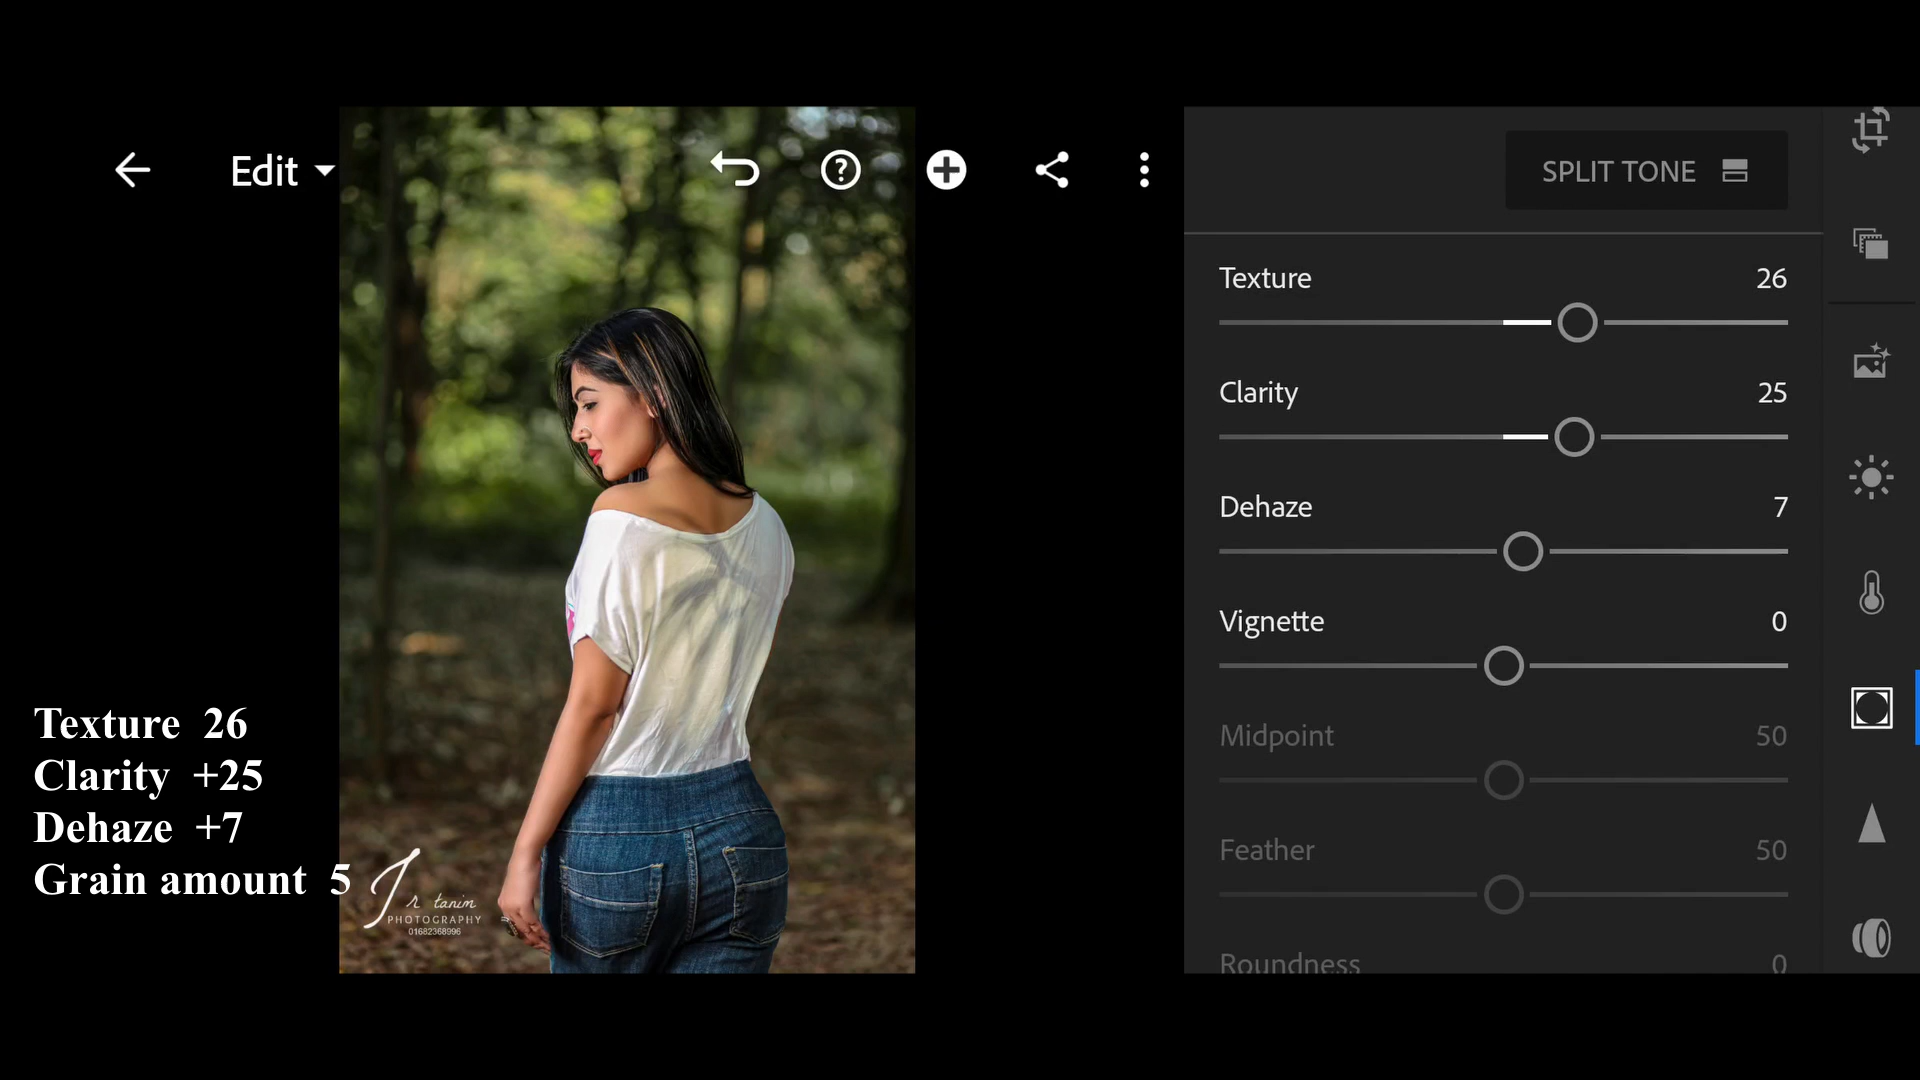 Edit
SPLIT TONE
Texture 26
Clarity 25
Dehaze 7
Vignette 0
Midpoint 50
Feather 50
Roundness 0
Texture 26
Clarity +25
Dehaze +7
Grain amount 5
Jr tanim
PHOTOGRAPHY
01682368996